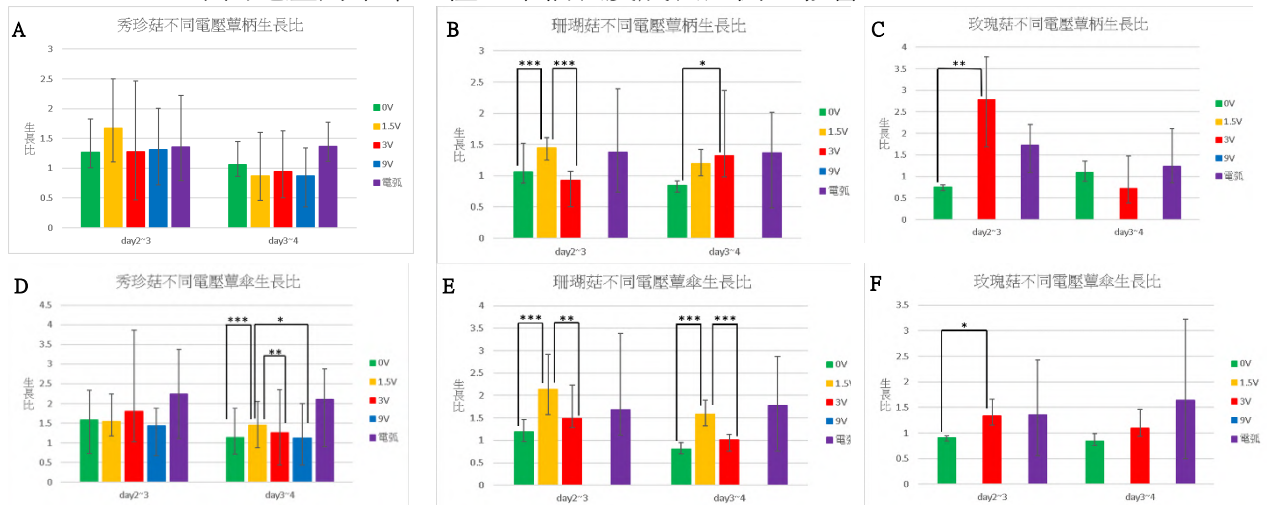 A
秀珍菇不同電壓蕈柄生長比
3
2.5
2
1.5
1
0.5
0
生長比
day2~3
day3~4
0V
1.5V
3V
9V
電弧
B
珊瑚菇不同電壓蕈柄生長比
3
2.5
2
1.5
1
0.5
0
生長比
***
***
*
day2~3
day3~4
0V
1.5V
3V
9V
電弧
C
玫瑰菇不同電壓蕈柄生長比
4
3.5
3
2.5
2
1.5
1
0.5
0
生長比
**
day2~3
day3~4
0V
1.5V
3V
9V
電弧
D
秀珍菇不同電壓蕈傘生長比
4.5
4
3.5
3
2.5
2
1.5
1
0.5
0
生長比
***
*
**
day2~3
day3~4
0V
1.5V
3V
9V
電弧
E
珊瑚菇不同電壓蕈傘生長比
4
3.5
3
2.5
2
1.5
1
0.5
0
生長比
***
**
***
***
day2~3
day3~4
0V
1.5V
3V
9V
電弧
F
玫瑰菇不同電壓蕈傘生長比
3.5
3
2.5
2
1.5
1
0.5
0
生長比
*
day2~3
day3~4
0V
1.5V
3V
9V
電弧